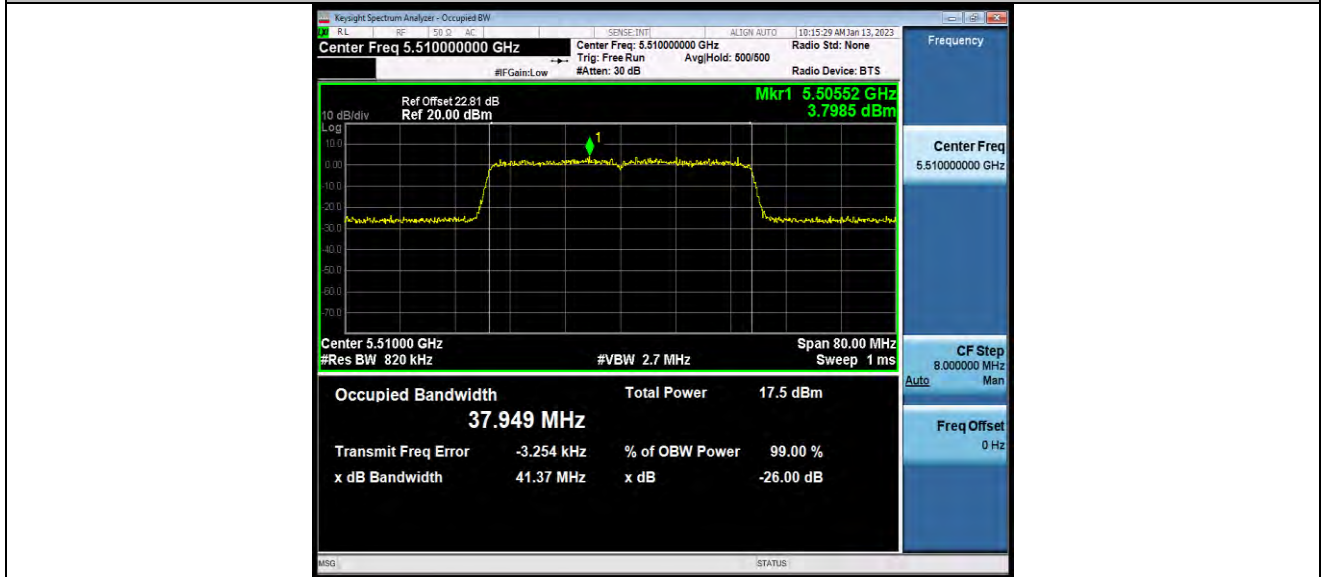 Keysight Spectrum Analyzer - Occupied BW
RL RF 50 Ω AC SENSE:INT ALIGN AUTO 10:15:29 AM Jan 13, 2023
Center Freq 5.510000000 GHz
Center Freq: 5.510000000 GHz
Radio Std: None
Trig: Free Run Avg|Hold: 500/500
#IFGain:Low #Atten: 30 dB Radio Device: BTS
Mkr1 5.50552 GHz
3.7985 dBm
Ref Offset 22.81 dB
10 dB/div Ref 20.00 dBm
Log
10.0
0.00
-10.0
-20.0
-30.0
-40.0
-50.0
-60.0
-70.0
1
Center 5.51000 GHz Span 80.00 MHz
#Res BW 820 kHz #VBW 2.7 MHz Sweep 1 ms
Occupied Bandwidth Total Power 17.5 dBm
37.949 MHz
Transmit Freq Error -3.254 kHz % of OBW Power 99.00 %
x dB Bandwidth 41.37 MHz x dB -26.00 dB
MSG STATUS
Frequency
Center Freq
5.510000000 GHz
CF Step
8.000000 MHz
Auto Man
Freq Offset
0 Hz